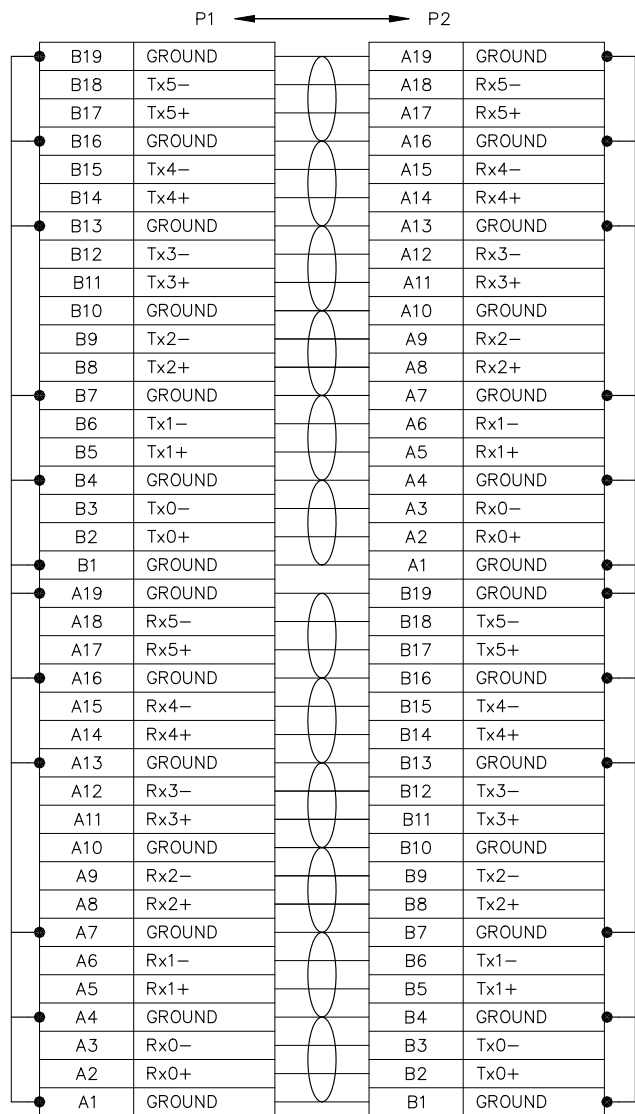 P1 P2
B19 GROUND A19 GROUND
B18 Tx5− A18 Rx5−
B17 Tx5+ A17 Rx5+
B16 GROUND A16 GROUND
B15 Tx4− A15 Rx4−
B14 Tx4+ A14 Rx4+
B13 GROUND A13 GROUND
B12 Tx3− A12 Rx3−
B11 Tx3+ A11 Rx3+
B10 GROUND A10 GROUND
B9 Tx2− A9 Rx2−
B8 Tx2+ A8 Rx2+
B7 GROUND A7 GROUND
B6 Tx1− A6 Rx1−
B5 Tx1+ A5 Rx1+
B4 GROUND A4 GROUND
B3 Tx0− A3 Rx0−
B2 Tx0+ A2 Rx0+
B1 GROUND A1 GROUND
A19 GROUND B19 GROUND
A18 Rx5− B18 Tx5−
A17 Rx5+ B17 Tx5+
A16 GROUND B16 GROUND
A15 Rx4− B15 Tx4−
A14 Rx4+ B14 Tx4+
A13 GROUND B13 GROUND
A12 Rx3− B12 Tx3−
A11 Rx3+ B11 Tx3+
A10 GROUND B10 GROUND
A9 Rx2− B9 Tx2−
A8 Rx2+ B8 Tx2+
A7 GROUND B7 GROUND
A6 Rx1− B6 Tx1−
A5 Rx1+ B5 Tx1+
A4 GROUND B4 GROUND
A3 Rx0− B3 Tx0−
A2 Rx0+ B2 Tx0+
A1 GROUND B1 GROUND